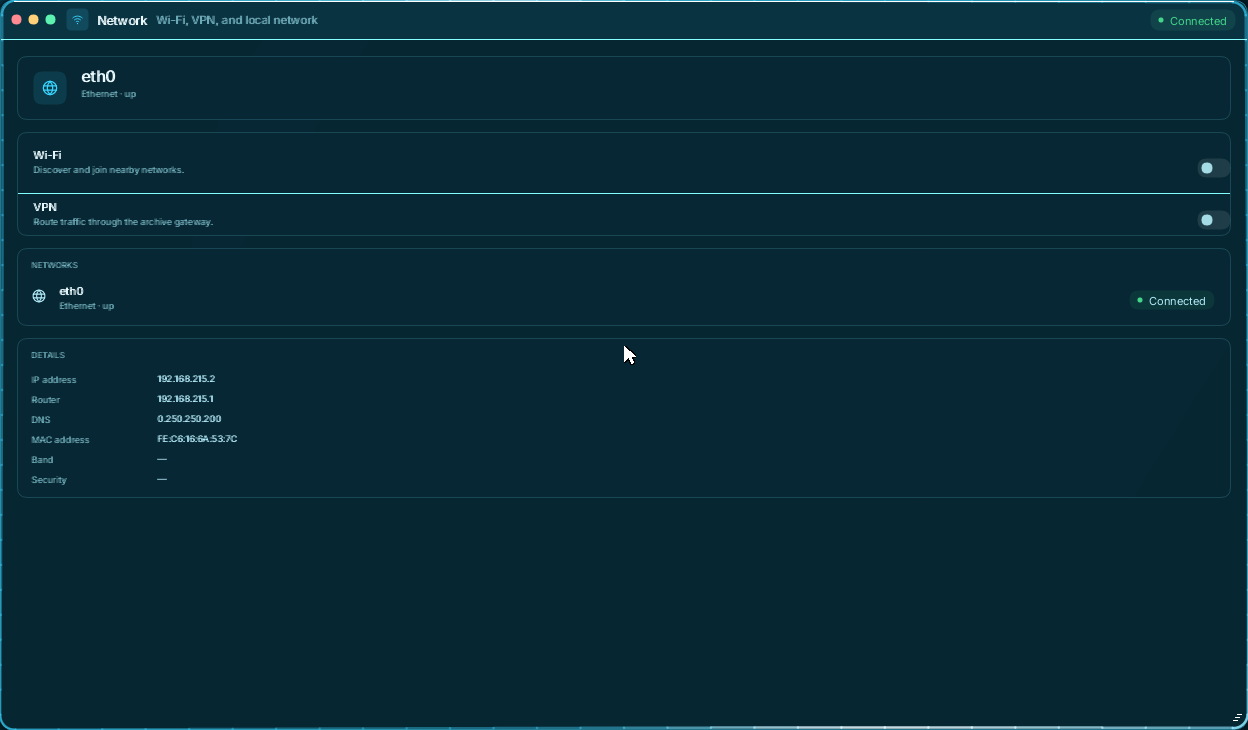 Network Wi-Fi, VPN, and local network Connected
eth0
Ethernet · up
Wi-Fi
Discover and join nearby networks.
VPN
Route traffic through the archive gateway.
NETWORKS
eth0
Ethernet · up
Connected
DETAILS
IP address 192.168.215.2
Router 192.168.215.1
DNS 0.250.250.200
MAC address FE:C6:16:6A:53:7C
Band —
Security —